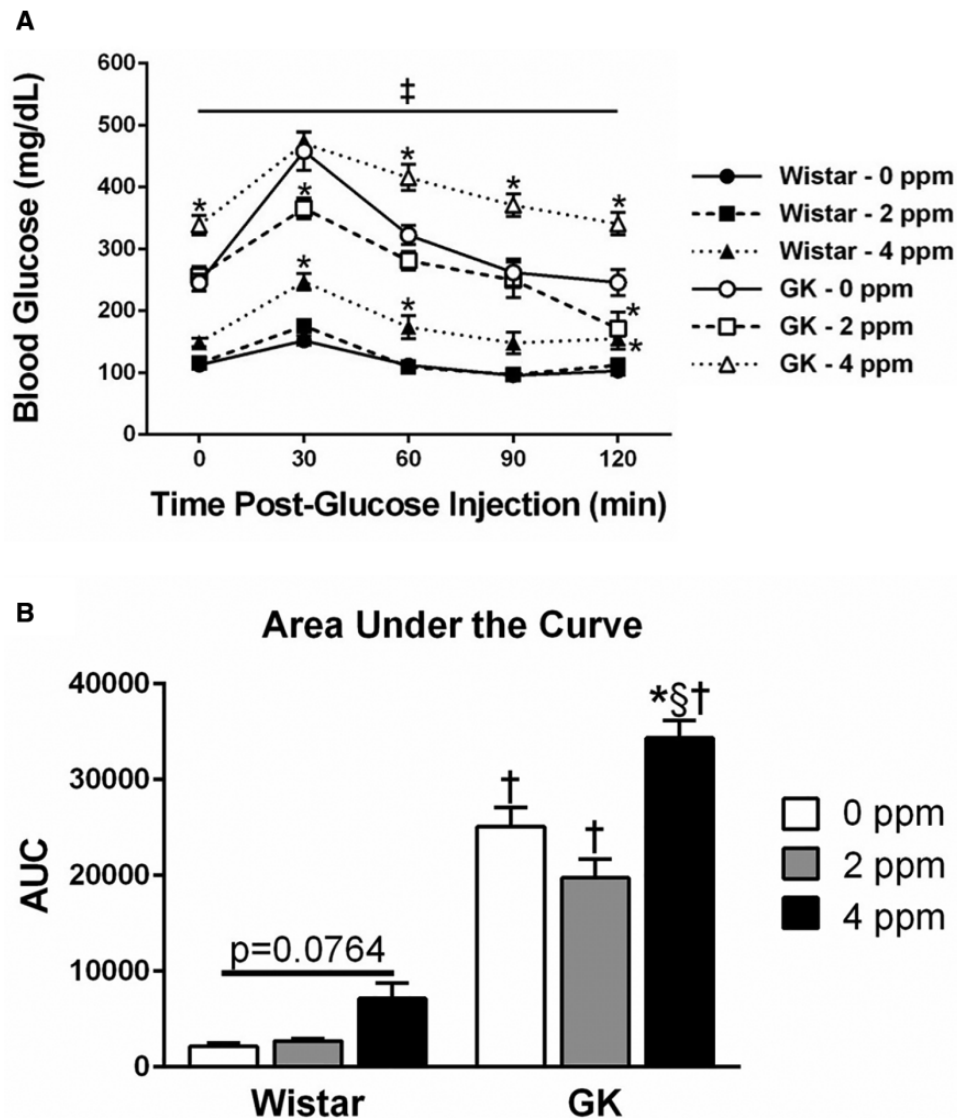 A
Blood Glucose (mg/dL)
600
500
400
300
200
100
0
‡
* * * * *
*
* *
*
*
0 30 60 90 120
Time Post-Glucose Injection (min)
Wistar - 0 ppm
Wistar - 2 ppm
Wistar - 4 ppm
GK - 0 ppm
GK - 2 ppm
GK - 4 ppm
B
Area Under the Curve
AUC
40000
30000
20000
10000
0
p=0.0764
†
†
*§†
Wistar GK
0 ppm
2 ppm
4 ppm